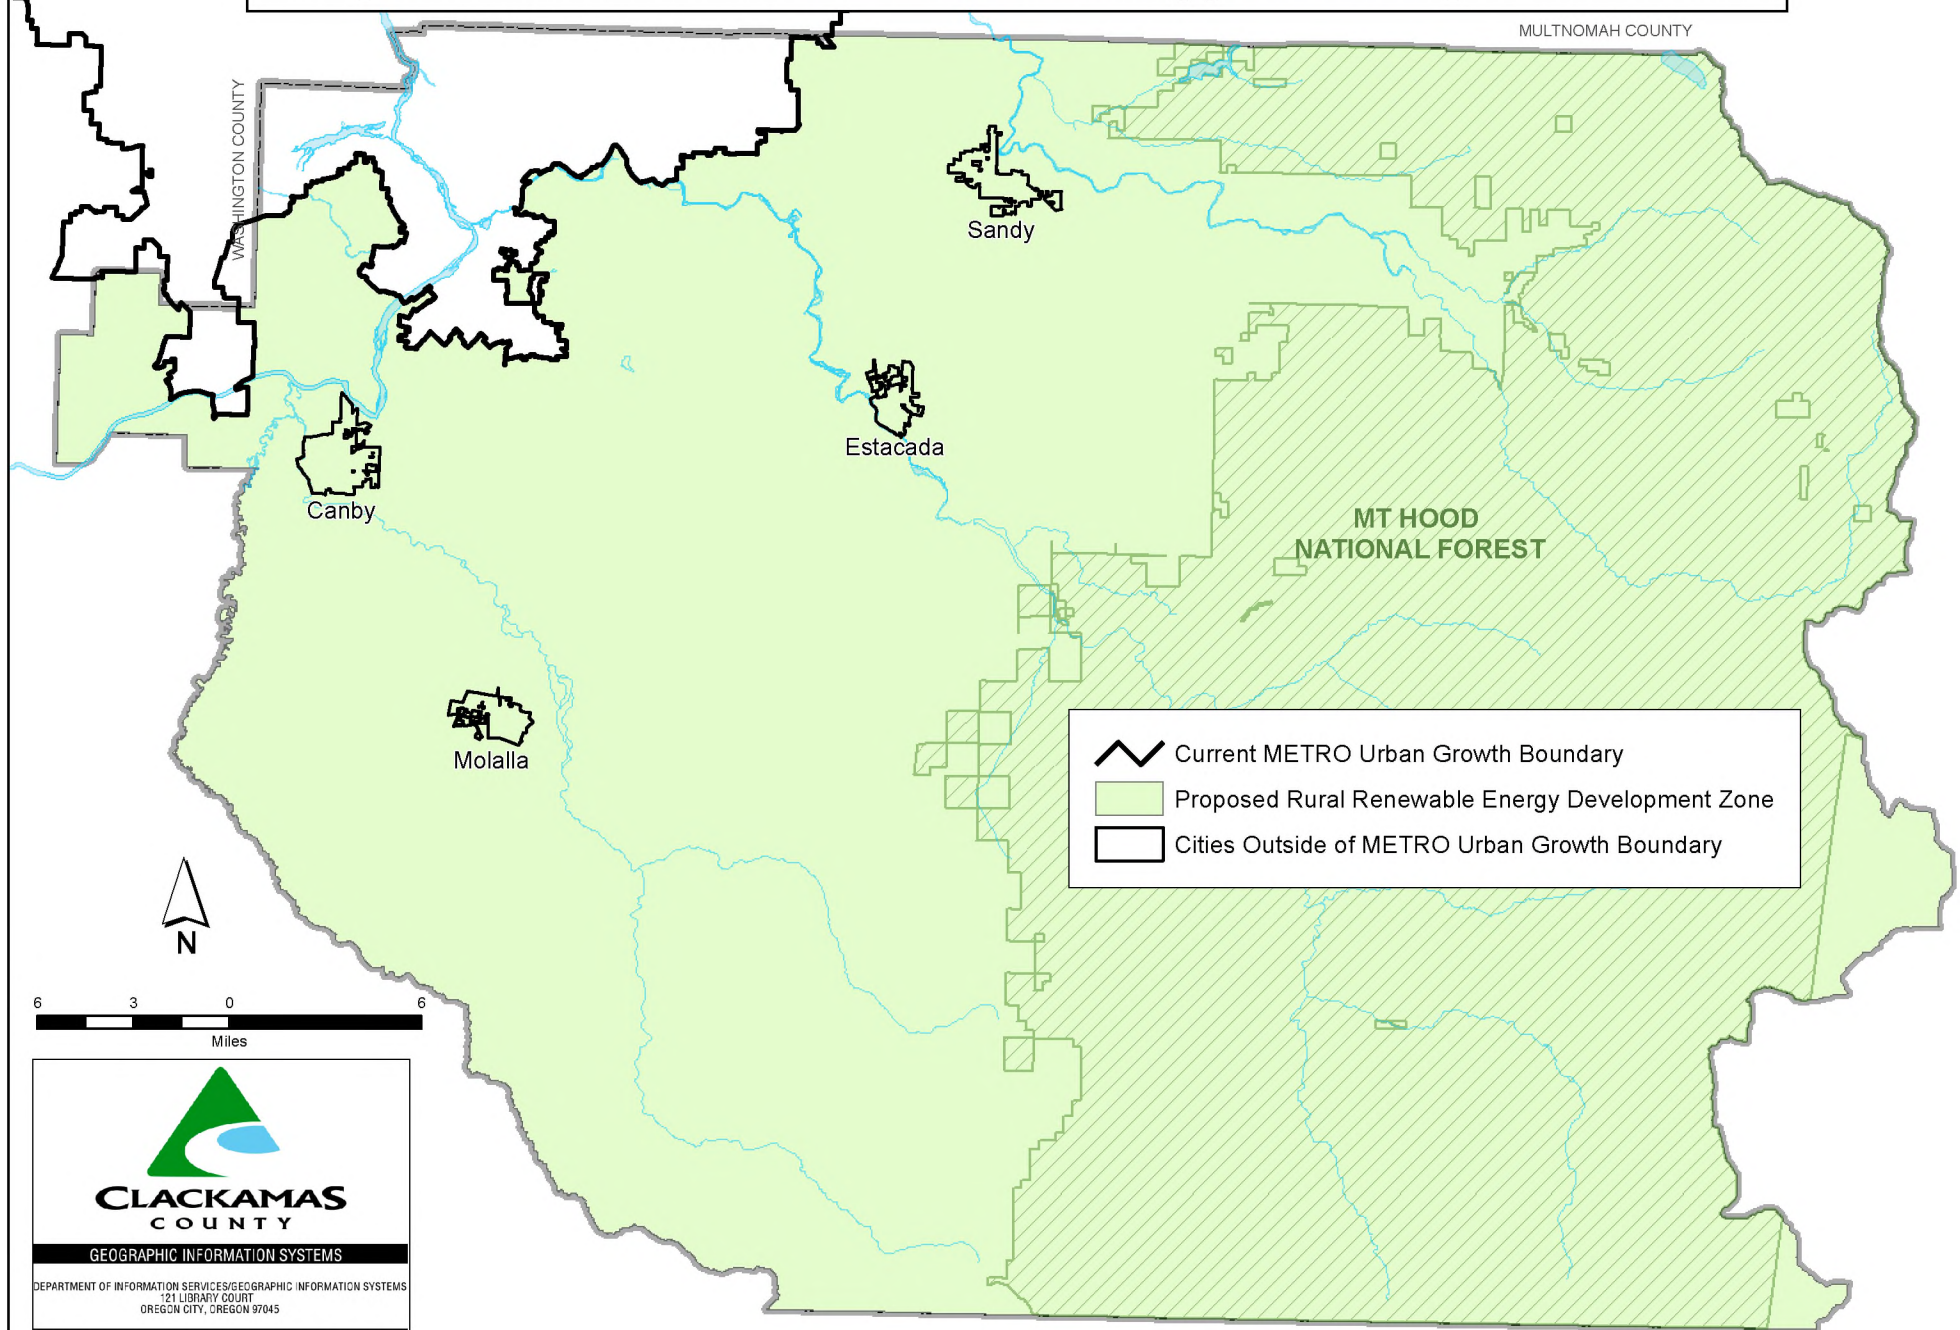 MULTNOMAH COUNTY
WASHINGTON COUNTY
Sandy
Estacada
Canby
MT HOOD
NATIONAL FOREST
Molalla
Current METRO Urban Growth Boundary
Proposed Rural Renewable Energy Development Zone
Cities Outside of METRO Urban Growth Boundary
N
6 3 0 6
Miles
CLACKAMAS
COUNTY
GEOGRAPHIC INFORMATION SYSTEMS
DEPARTMENT OF INFORMATION SERVICES/GEOGRAPHIC INFORMATION SYSTEMS
121 LIBRARY COURT
OREGON CITY, OREGON 97045